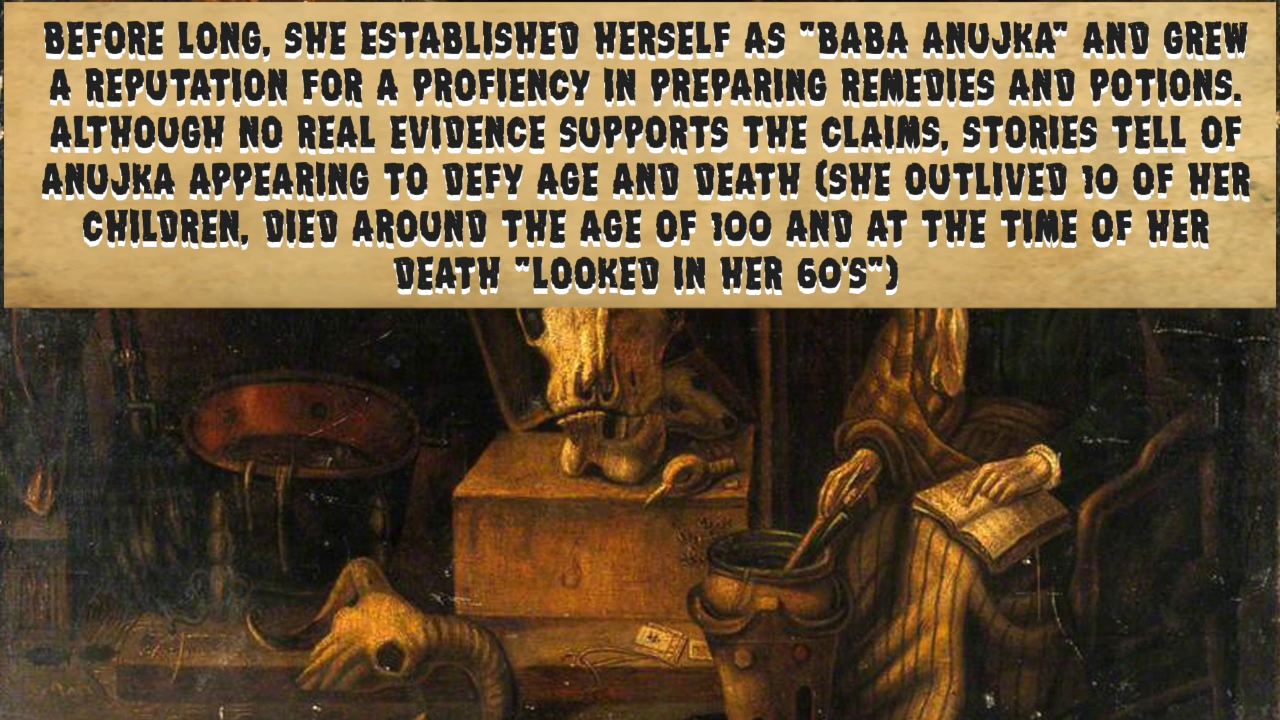 BEFORE LONG, SHE ESTABLISHED HERSELF AS "BABA ANUJKA" AND GREW
A REPUTATION FOR A PROFIENCY IN PREPARING REMEDIES AND POTIONS.
ALTHOUGH NO REAL EVIDENCE SUPPORTS THE CLAIMS, STORIES TELL OF
ANUJKA APPEARING TO DEFY AGE AND DEATH (SHE OUTLIVED 10 OF HER
CHILDREN, DIED AROUND THE AGE OF 100 AND AT THE TIME OF HER
DEATH "LOOKED IN HER 60'S")